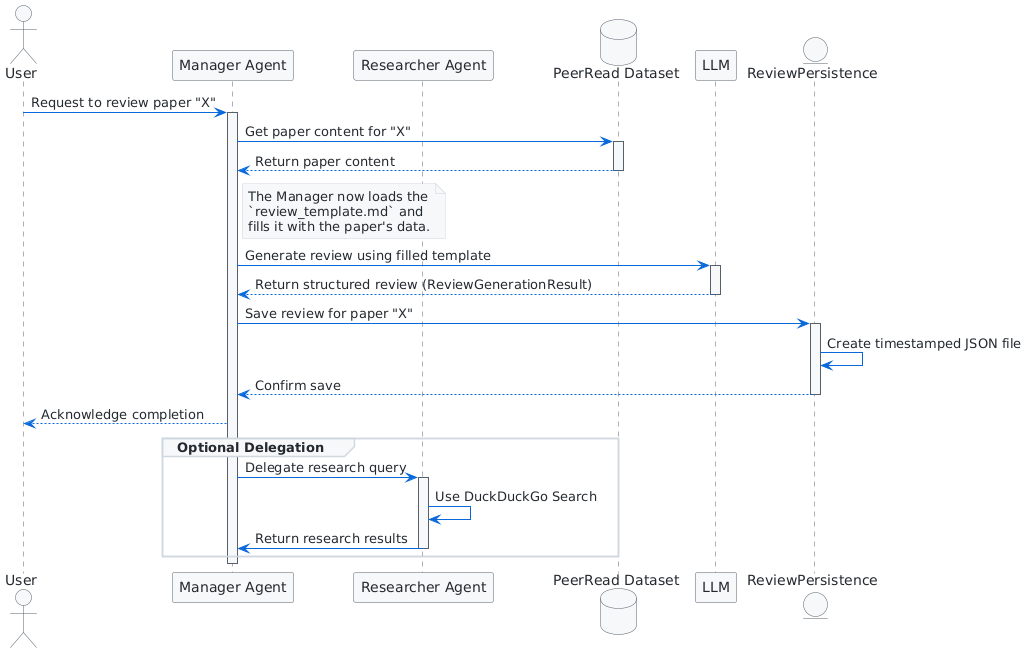 User
Manager Agent
Researcher Agent
PeerRead Dataset
LLM
ReviewPersistence
Request to review paper "X"
Get paper content for "X"
Return paper content
The Manager now loads the
`review_template.md` and
fills it with the paper's data.
Generate review using filled template
Return structured review (ReviewGenerationResult)
Save review for paper "X"
Create timestamped JSON file
Confirm save
Acknowledge completion
Optional Delegation
Delegate research query
Use DuckDuckGo Search
Return research results
User
Manager Agent
Researcher Agent
PeerRead Dataset
LLM
ReviewPersistence